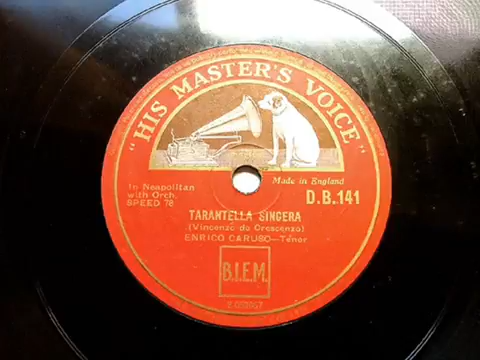 "HIS MASTER'S VOICE"
In Neapolitan
with Orch.
SPEED 78
Made in England
D.B.141
TARANTELLA SINCERA
(Vincenzo de Crescenzo)
ENRICO CARUSO—Tenor
B.I.E.M.